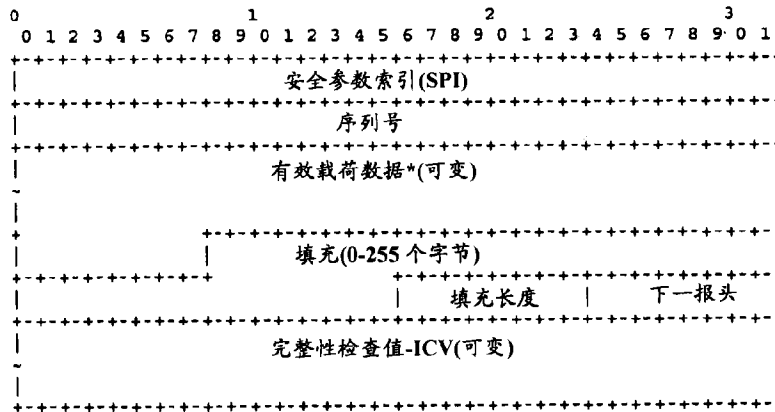 0 1 2 3
0 1 2 3 4 5 6 7 8 9 0 1 2 3 4 5 6 7 8 9 0 1 2 3 4 5 6 7 8 9 0 1
安全参数索引(SPI)
序列号
有效载荷数据*(可变)
填充(0-255 个字节)
填充长度 下一报头
完整性检查值-ICV(可变)